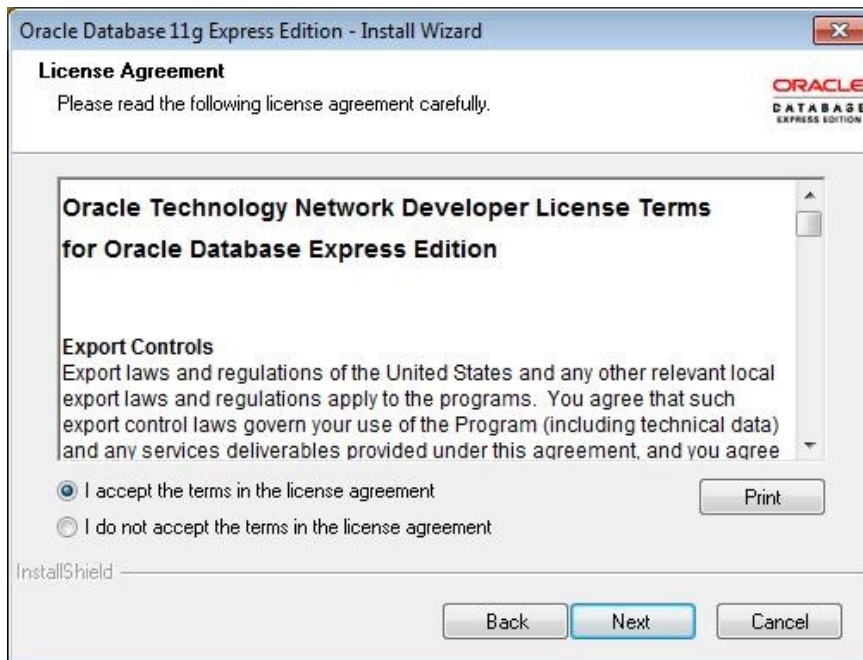 Oracle Database 11g Express Edition - Install Wizard
License Agreement
Please read the following license agreement carefully.
ORACLE
DATABASE
EXPRESS EDITION
Oracle Technology Network Developer License Terms
for Oracle Database Express Edition
Export Controls
Export laws and regulations of the United States and any other relevant local
export laws and regulations apply to the programs.  You agree that such
export control laws govern your use of the Program (including technical data)
and any services deliverables provided under this agreement, and you agree
I accept the terms in the license agreement
Print
I do not accept the terms in the license agreement
InstallShield
Back
Next
Cancel